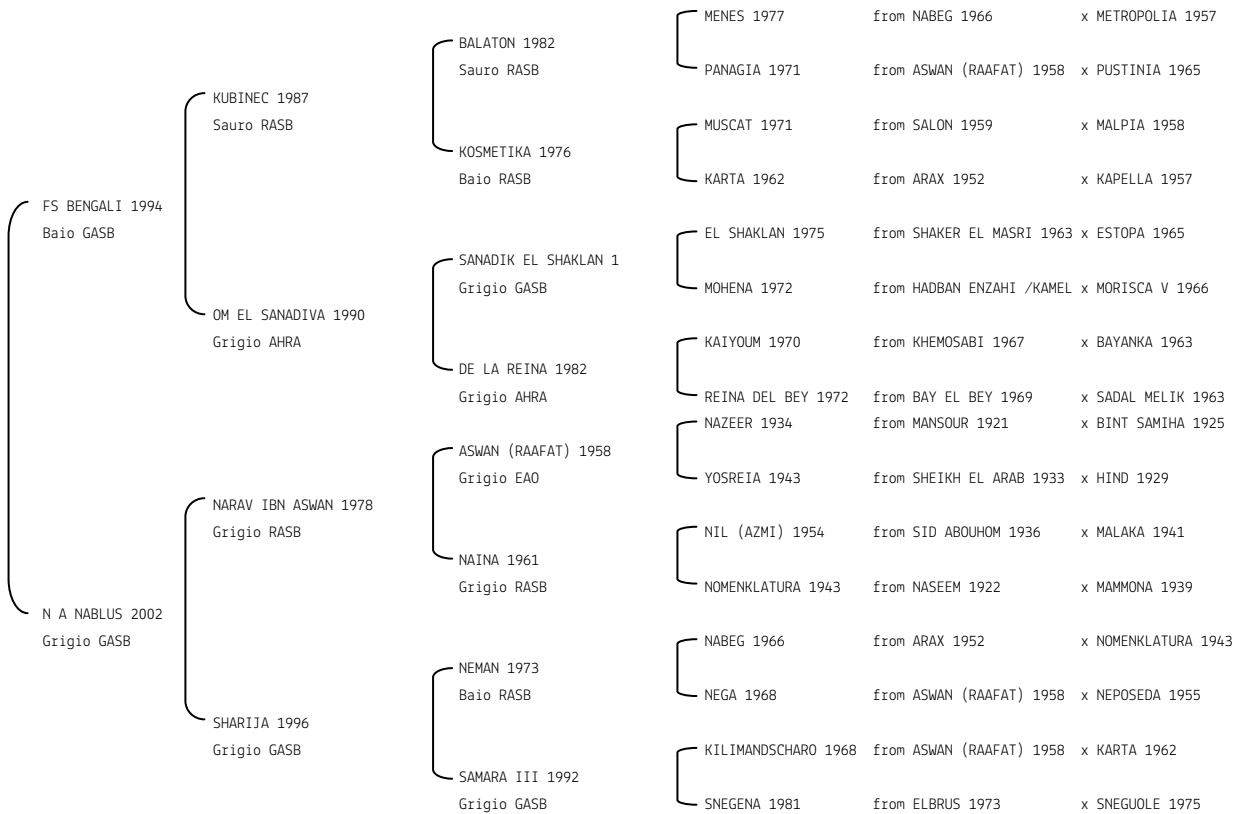 MENES 1977 from NABEG 1966 x METROPOLIA 1957
BALATON 1982
Sauro RASB
PANAGIA 1971 from ASWAN (RAAFAT) 1958 x PUSTINIA 1965
KUBINEC 1987
Sauro RASB
MUSCAT 1971 from SALON 1959 x MALPIA 1958
KOSMETIKA 1976
Baio RASB
KARTA 1962 from ARAX 1952 x KAPELLA 1957
FS BENGALI 1994
Baio GASB
EL SHAKLAN 1975 from SHAKER EL MASRI 1963 x ESTOPA 1965
SANADIK EL SHAKLAN 1
Grigio GASB
MOHENA 1972 from HADBAN ENZAHI /KAMEL x MORISCA V 1966
OM EL SANADIVA 1990
Grigio AHRA
KAIYOUM 1970 from KHEMOSABI 1967 x BAYANKA 1963
DE LA REINA 1982
Grigio AHRA
REINA DEL BEY 1972 from BAY EL BEY 1969 x SADAL MELIK 1963
NAZEER 1934 from MANSOUR 1921 x BINT SAMIHA 1925
ASWAN (RAAFAT) 1958
Grigio EAO
YOSREIA 1943 from SHEIKH EL ARAB 1933 x HIND 1929
NARAV IBN ASWAN 1978
Grigio RASB
NIL (AZMI) 1954 from SID ABOUHOM 1936 x MALAKA 1941
NAINA 1961
Grigio RASB
NOMENKLATURA 1943 from NASEEM 1922 x MAMMONA 1939
N A NABLUS 2002
Grigio GASB
NABEG 1966 from ARAX 1952 x NOMENKLATURA 1943
NEMAN 1973
Baio RASB
NEGA 1968 from ASWAN (RAAFAT) 1958 x NEPOSEDA 1955
SHARIJA 1996
Grigio GASB
KILIMANDSCHARO 1968 from ASWAN (RAAFAT) 1958 x KARTA 1962
SAMARA III 1992
Grigio GASB
SNEGENA 1981 from ELBRUS 1973 x SNEGUOLE 1975